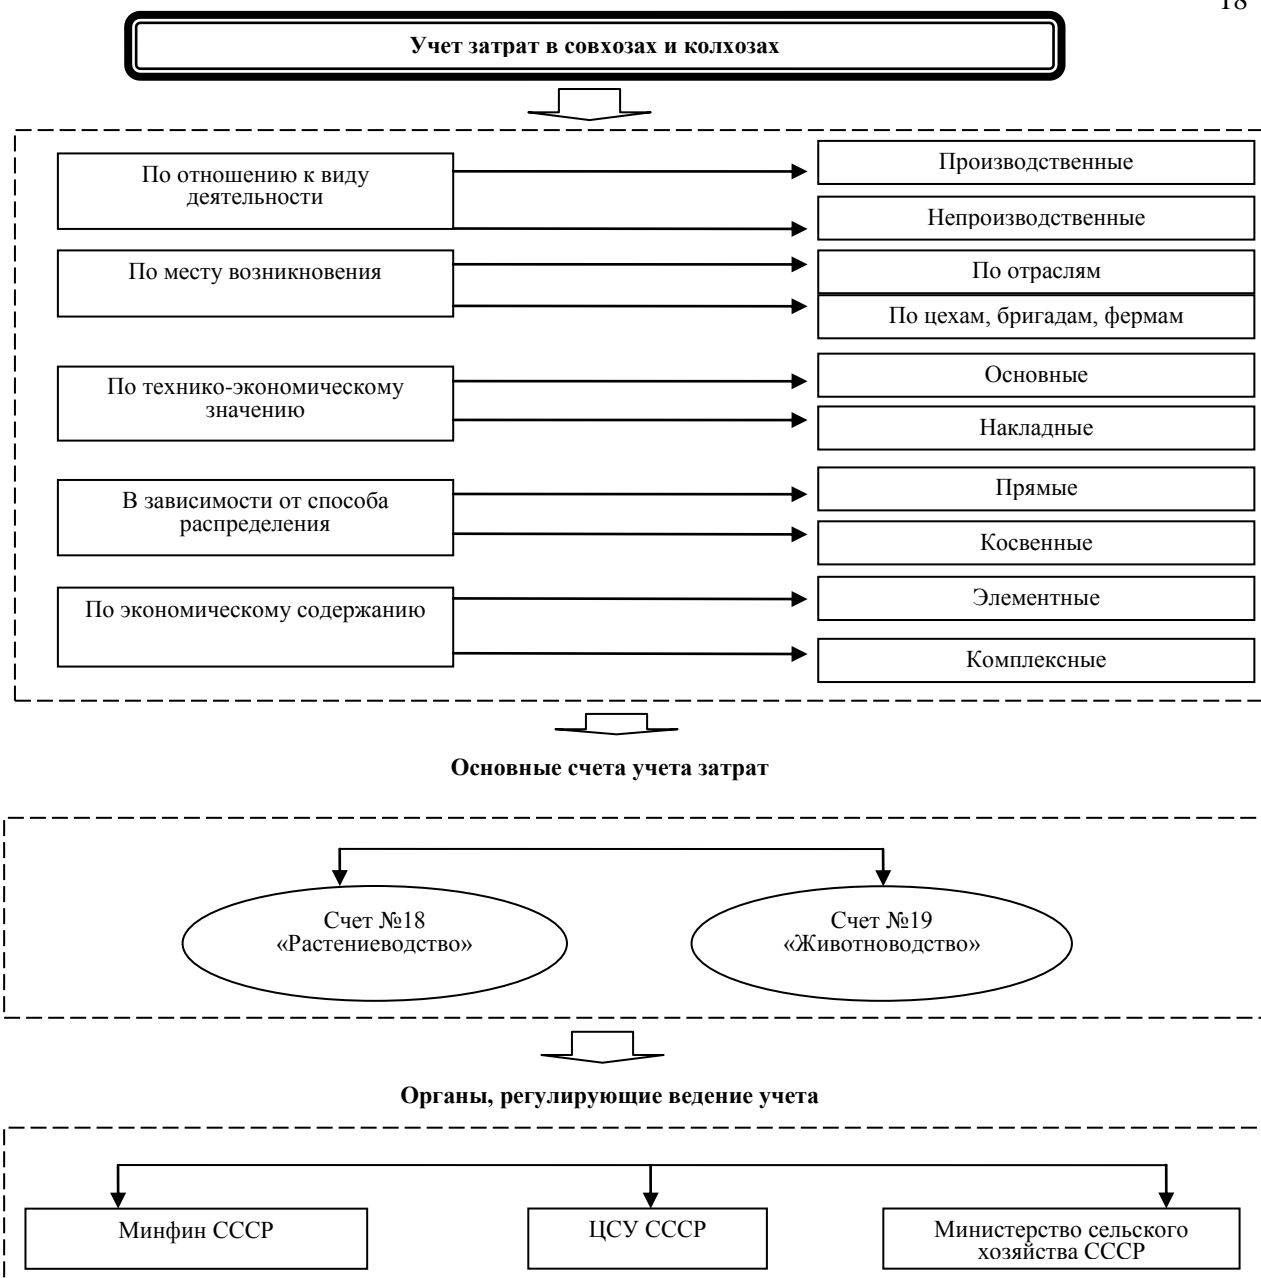 18
Учет затрат в совхозах и колхозах
По отношению к виду
деятельности
Производственные
Непроизводственные
По месту возникновения
По отраслям
По цехам, бригадам, фермам
По технико-экономическому
значению
Основные
Накладные
В зависимости от способа
распределения
Прямые
Косвенные
По экономическому содержанию
Элементные
Комплексные
Основные счета учета затрат
Счет №18
«Растениеводство»
Счет №19
«Животноводство»
Органы, регулирующие ведение учета
Минфин СССР
ЦСУ СССР
Министерство сельского
хозяйства СССР